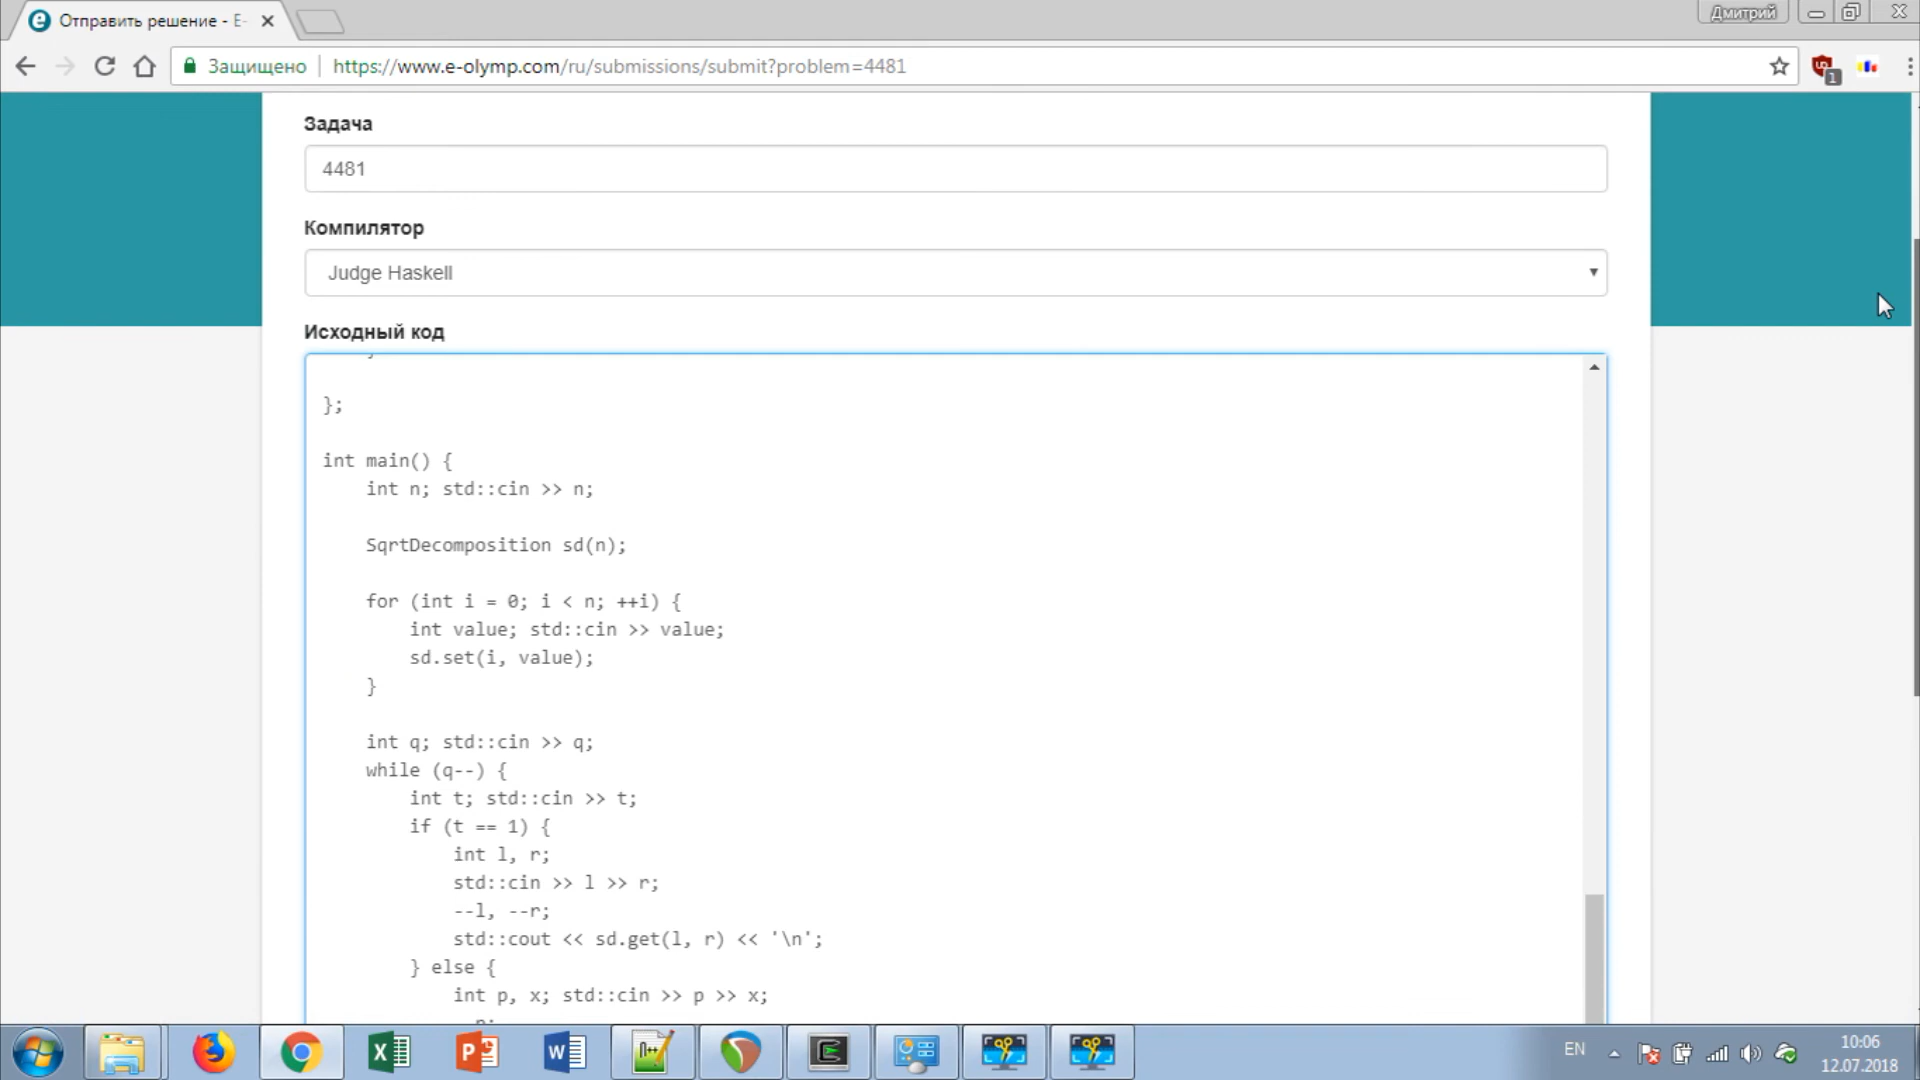 Отправить решение - E-
Дмитрий
Защищено
https://www.e-olymp.com/ru/submissions/submit?problem=4481
1
Задача
4481
Компилятор
Judge Haskell
Исходный код
};
int main() {
    int n; std::cin >> n;
    SqrtDecomposition sd(n);
    for (int i = 0; i < n; ++i) {
        int value; std::cin >> value;
        sd.set(i, value);
    }
    int q; std::cin >> q;
    while (q--) {
        int t; std::cin >> t;
        if (t == 1) {
            int l, r;
            std::cin >> l >> r;
            --l, --r;
            std::cout << sd.get(l, r) << '\n';
        } else {
            int p, x; std::cin >> p >> x;
EN
10:06
12.07.2018